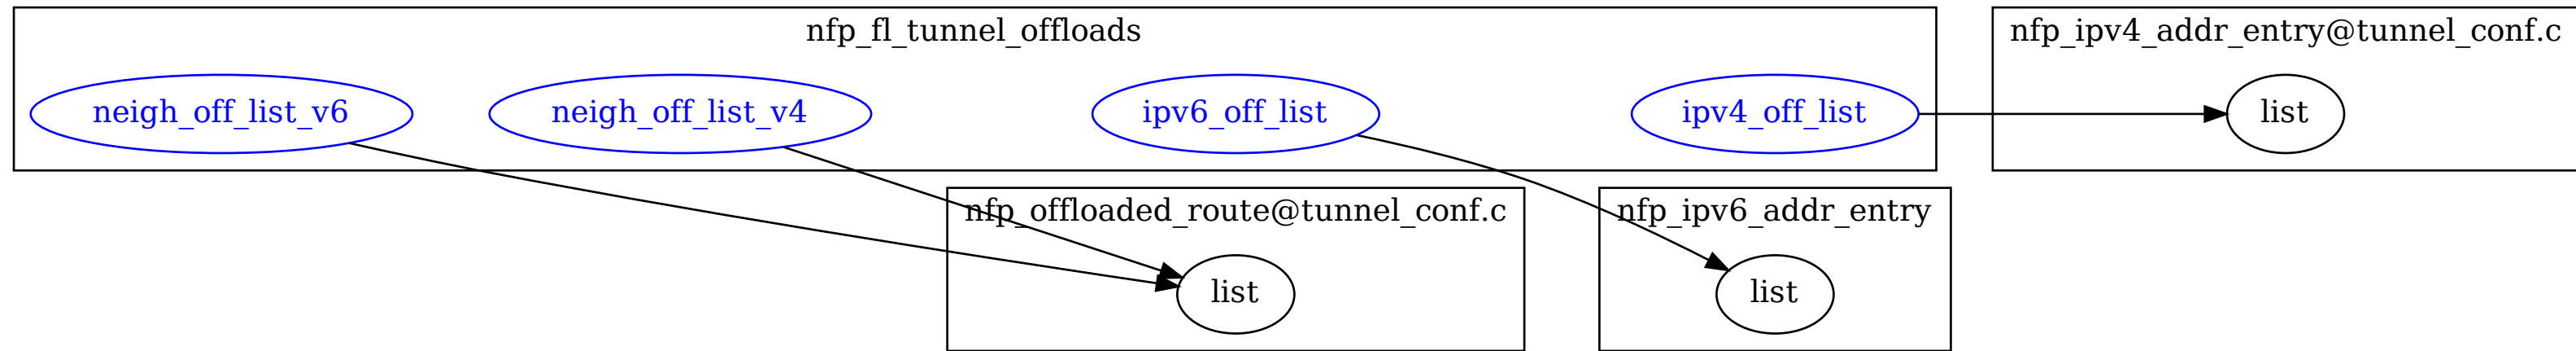 nfp_fl_tunnel_offloads
nfp_ipv4_addr_entry@tunnel_conf.c
neigh_off_list_v6
neigh_off_list_v4
ipv6_off_list
ipv4_off_list
list
nfp_offloaded_route@tunnel_conf.c
nfp_ipv6_addr_entry
list
list